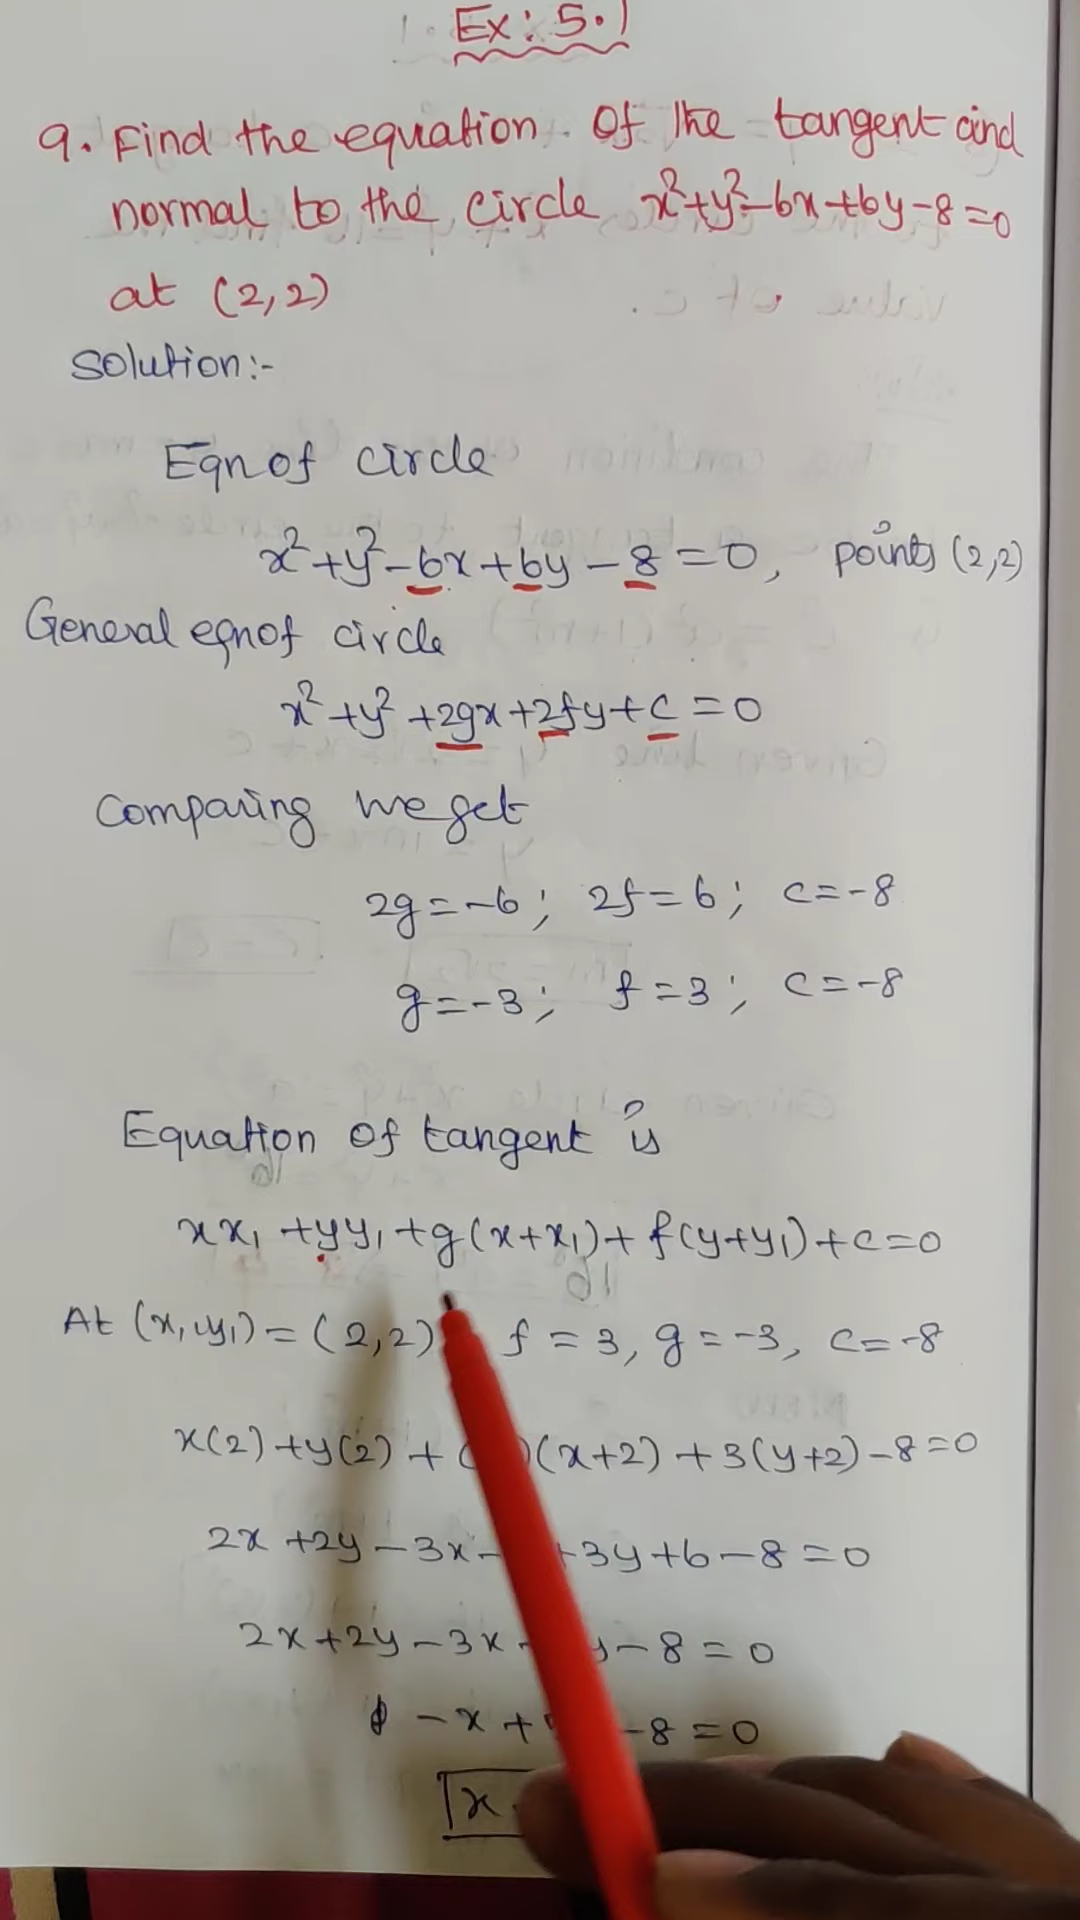 Ex: 5.1
9. Find the equation of the tangent and
normal to the circle x²+y²-6x+6y-8=0
at (2,2)
Solution:-
Eqn of circle
x²+y²-6x+6y-8=0, points (2,2)
General eqn of circle
x²+y²+2gx+2fy+c=0
Comparing we get
2g=-6; 2f=6; c=-8
g=-3; f=3; c=-8
Equation of tangent is
xx₁+yy₁+g(x+x₁)+f(y+y₁)+c=0
At (x₁,y₁)=(2,2) f=3, g=-3, c=-8
x(2)+y(2)+( )(x+2)+3(y+2)-8=0
2x+2y-3x- +3y+6-8=0
2x+2y-3x y-8=0
-x+ -8=0
x